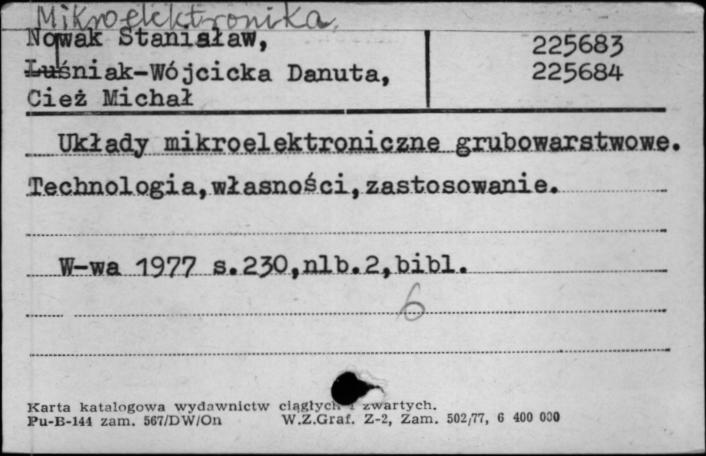 Mikroelektronika
Nowak Stanisław, 225683
Łuśniak-Wójcicka Danuta, 225684
Cież Michał
Układy mikroelektroniczne grubowarstwowe.
Technologia,własności,zastosowanie.
W-wa 1977 s.230,nlb.2,bibl.
6
Karta katalogowa wydawnictw ciągłych i zwartych.
Pu-B-144 zam. 567/DW/On W.Z.Graf. Z-2, Zam. 502/77, 6 400 000